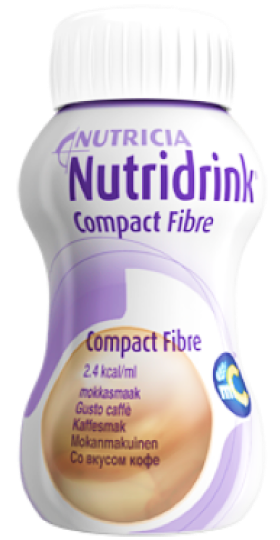 NUTRICIA
Nutridrink
Compact Fibre
Compact Fibre
2.4 kcal/ml
mokkasmaak
Gusto caffè
Kaffesmak
Mokanmakuinen
Со вкусом кофе